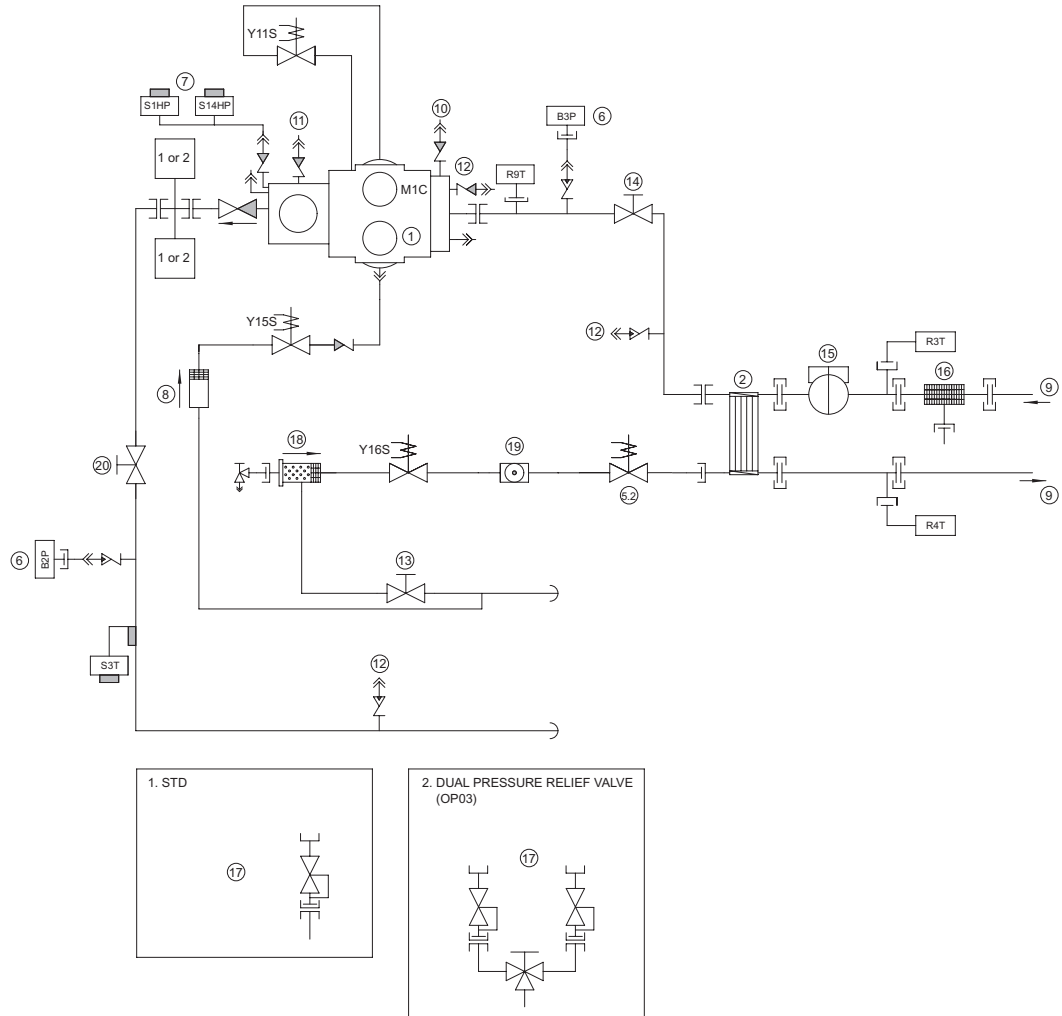 Y11S
7
S1HP
S14HP
11
10
B3P
6
1 or 2
M1C
12
R9T
14
1
1 or 2
Y15S
12
15
R3T
8
2
16
9
18
Y16S
19
20
5.2
9
6
B2P
R4T
13
S3T
12
1. STD
17
2. DUAL PRESSURE RELIEF VALVE
(OP03)
17